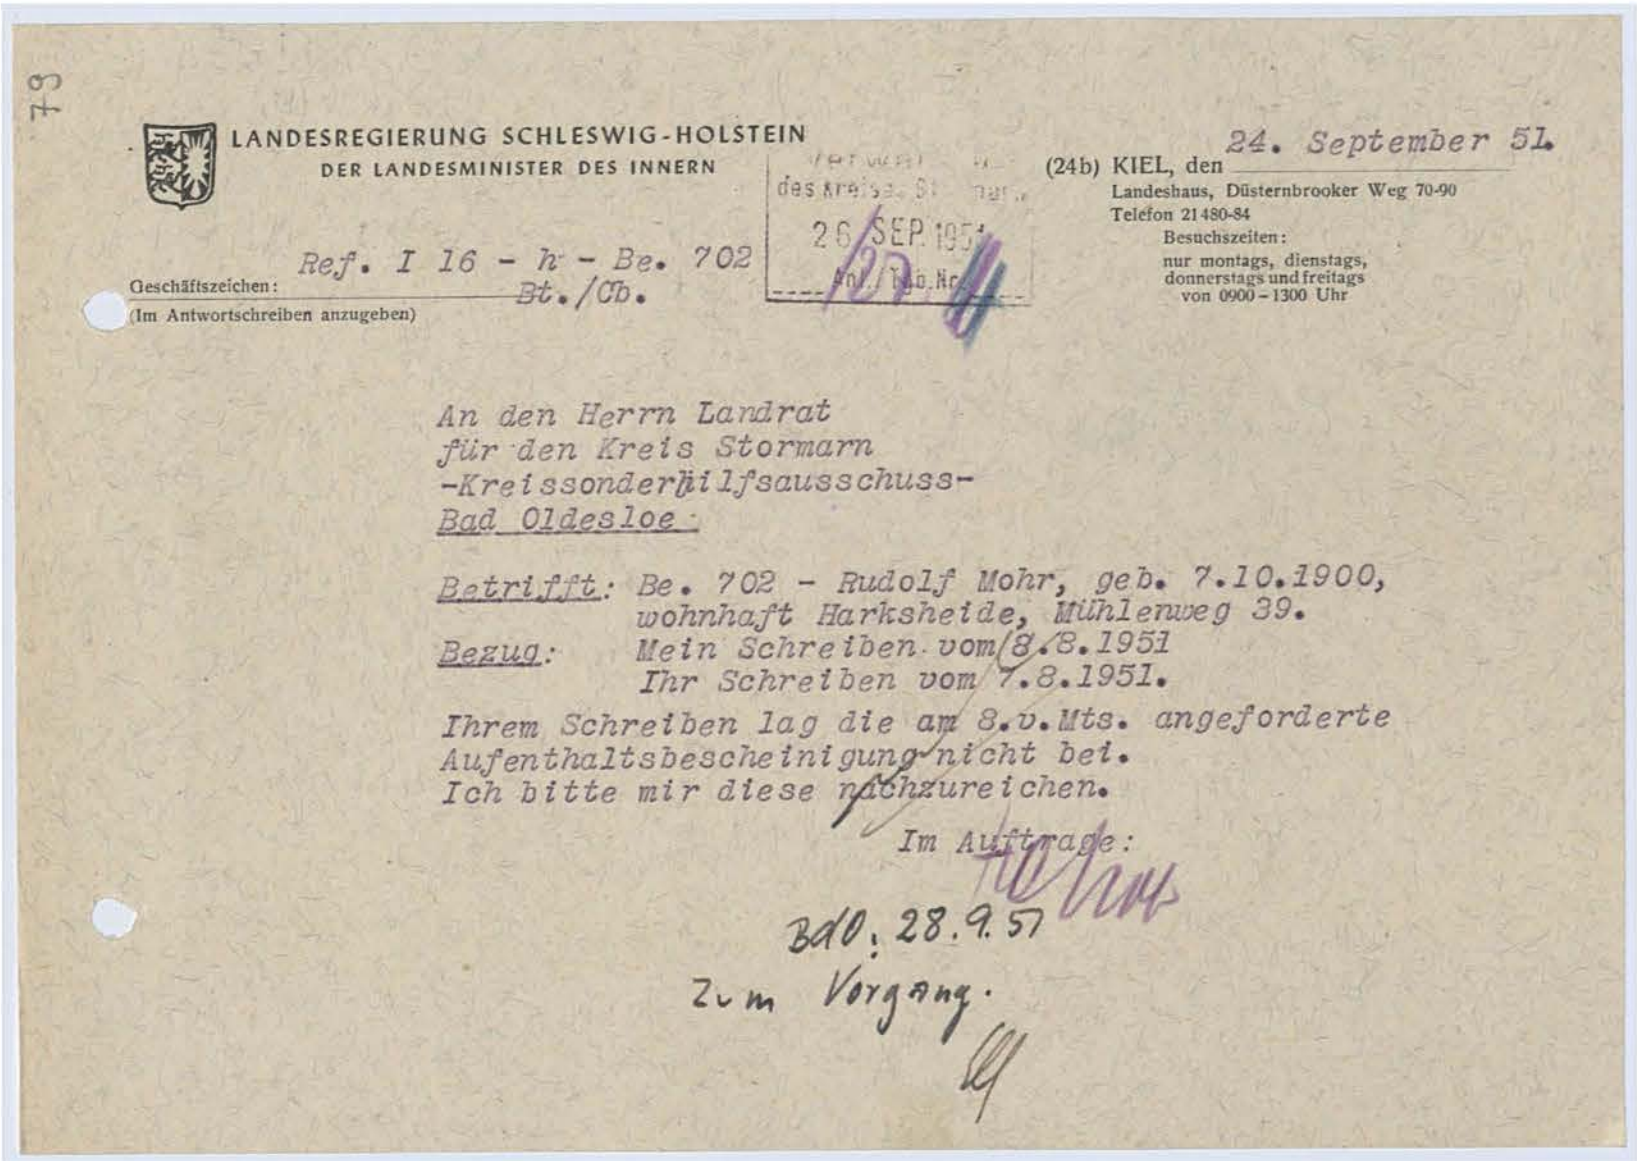 79
LANDESREGIERUNG SCHLESWIG-HOLSTEIN
DER LANDESMINISTER DES INNERN
24. September 51.
(24b) KIEL, den
Landeshaus, Düsternbrooker Weg 70-90
Telefon 21480-84
Besuchszeiten:
nur montags, dienstags,
donnerstags und freitags
von 0900-1300 Uhr
des Kreises
26. SEP. 1951
Ref. I 16 - h - Be. 702
Geschäftszeichen:
Bt./Cb.
(Im Antwortschreiben anzugeben)
An den Herrn Landrat
für den Kreis Stormarn
-Kreissonderhilfsausschuss-
Bad Oldesloe
Betrifft: Be. 702 - Rudolf Mohr, geb. 7.10.1900,
wohnhaft Harksheide, Mühlenweg 39.
Bezug: Mein Schreiben vom 8.8.1951
Ihr Schreiben vom 7.8.1951.
Ihrem Schreiben lag die am 8.v.Mts. angeforderte
Aufenthaltsbescheinigung nicht bei.
Ich bitte mir diese nachzureichen.
Im Auftrage:
BdO. 28.9.51
Zum Vorgang.